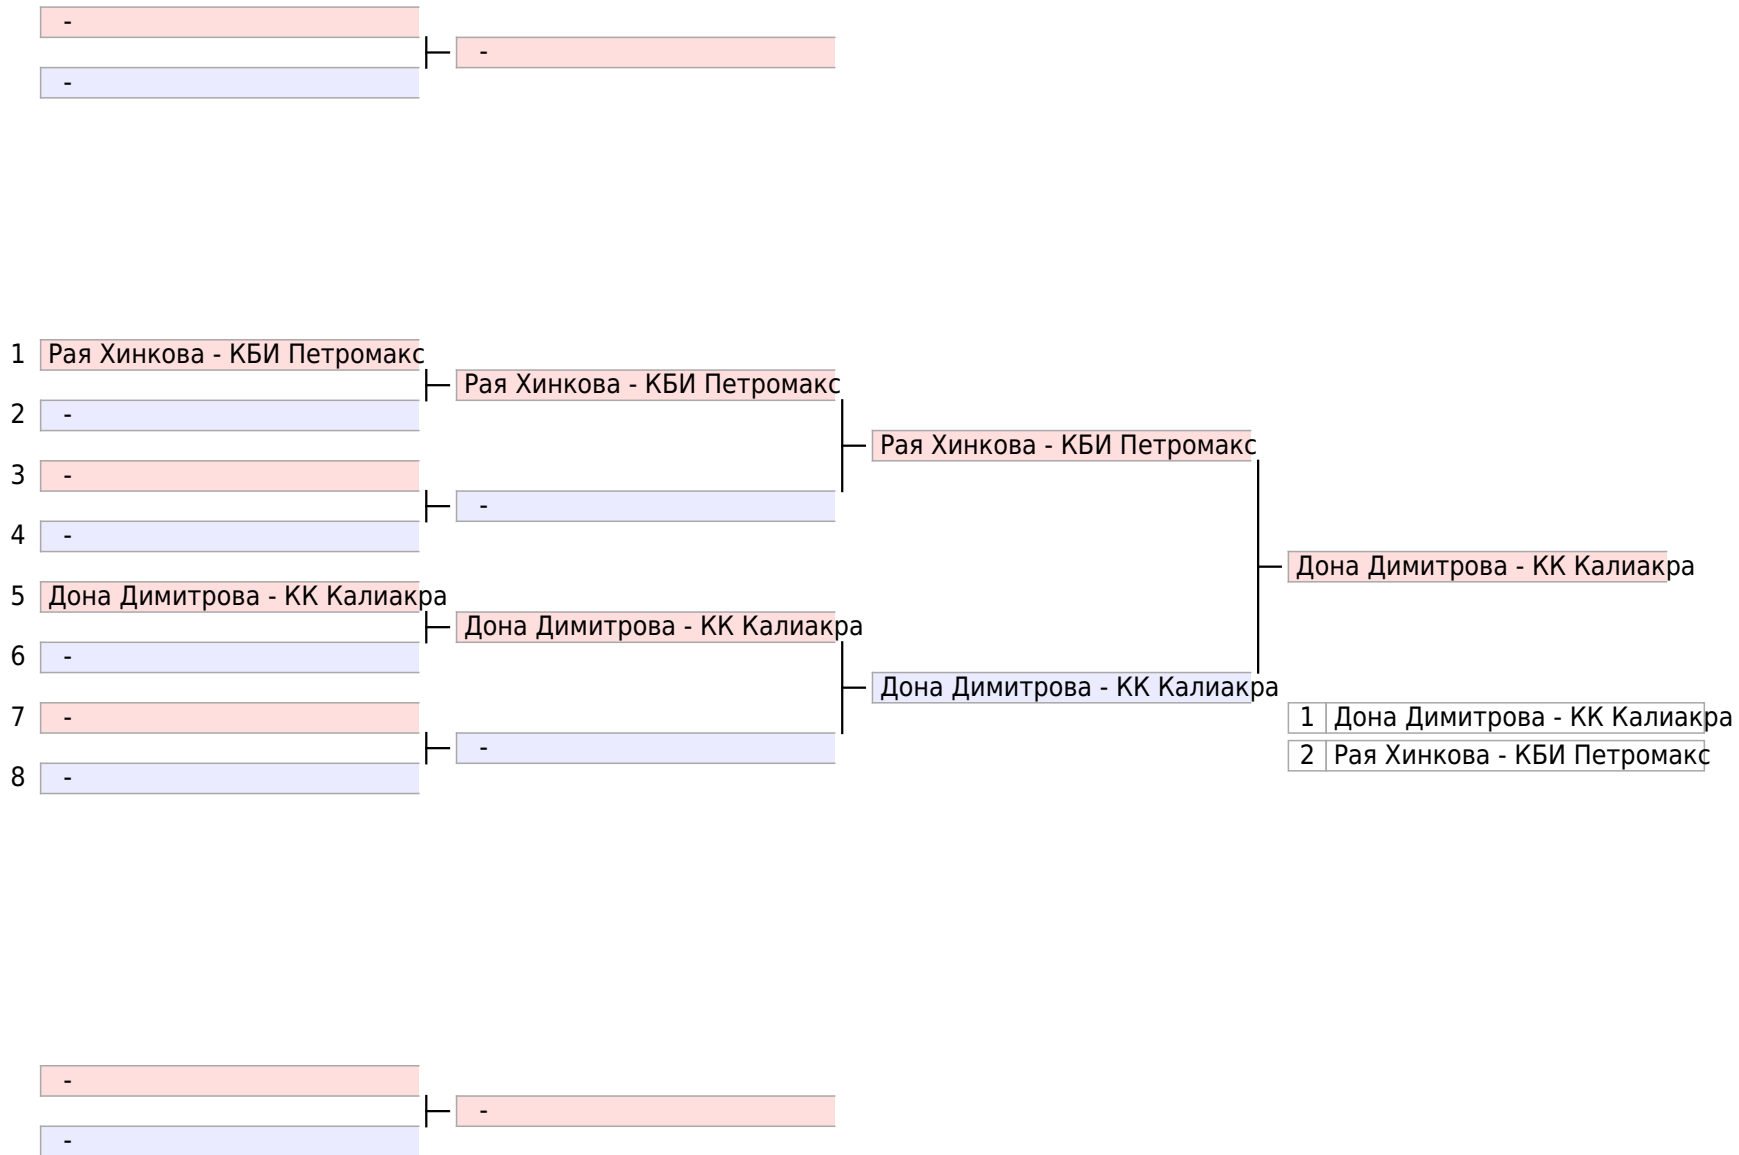 -
-
-
1 Рая Хинкова - КБИ Петромакс
Рая Хинкова - КБИ Петромакс
2 -
Рая Хинкова - КБИ Петромакс
3 -
-
4 -
Дона Димитрова - КК Калиакра
5 Дона Димитрова - КК Калиакра
Дона Димитрова - КК Калиакра
6 -
Дона Димитрова - КК Калиакра
7 -
1 Дона Димитрова - КК Калиакра
-
2 Рая Хинкова - КБИ Петромакс
8 -
-
-
-